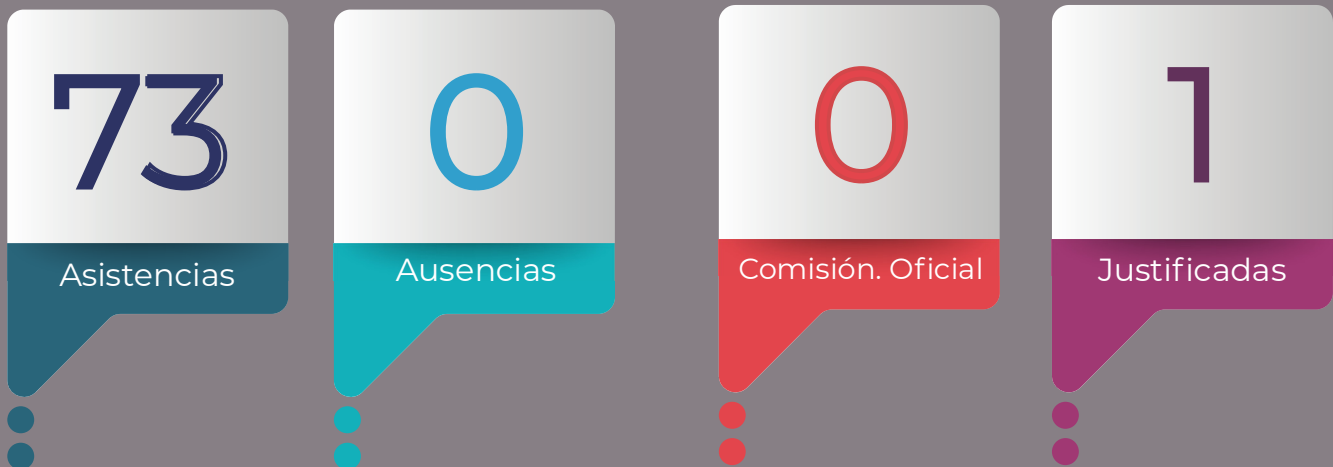 73
Asistencias
0
Ausencias
0
Comisión. Oficial
1
Justificadas